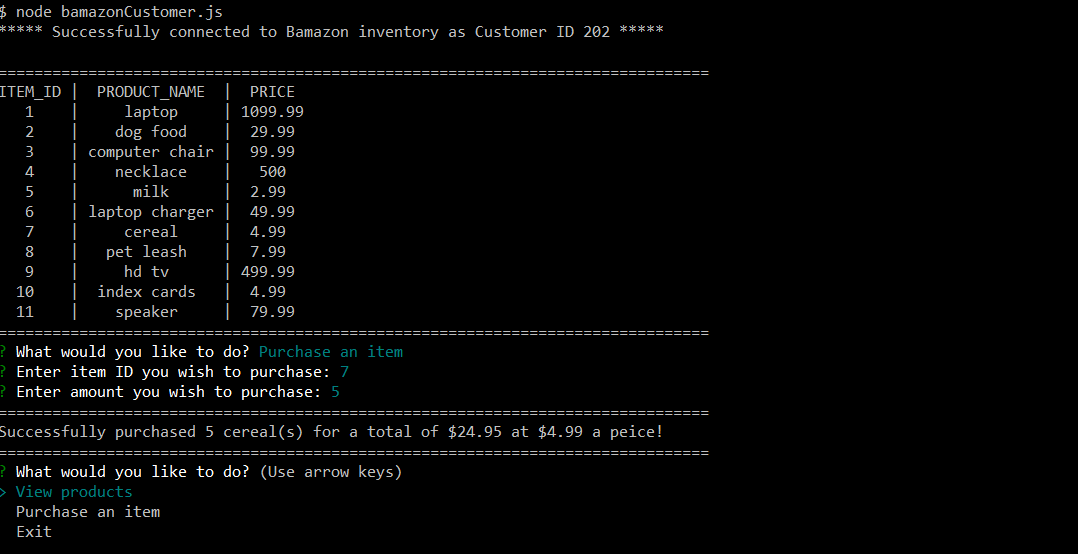 $ node bamazonCustomer.js
***** Successfully connected to Bamazon inventory as Customer ID 202 *****
===============================================================================
ITEM_ID | PRODUCT_NAME | PRICE
1 | laptop | 1099.99
2 | dog food | 29.99
3 | computer chair | 99.99
4 | necklace | 500
5 | milk | 2.99
6 | laptop charger | 49.99
7 | cereal | 4.99
8 | pet leash | 7.99
9 | hd tv | 499.99
10 | index cards | 4.99
11 | speaker | 79.99
===============================================================================
? What would you like to do? Purchase an item
? Enter item ID you wish to purchase: 7
? Enter amount you wish to purchase: 5
===============================================================================
Successfully purchased 5 cereal(s) for a total of $24.95 at $4.99 a peice!
===============================================================================
? What would you like to do? (Use arrow keys)
> View products
Purchase an item
Exit